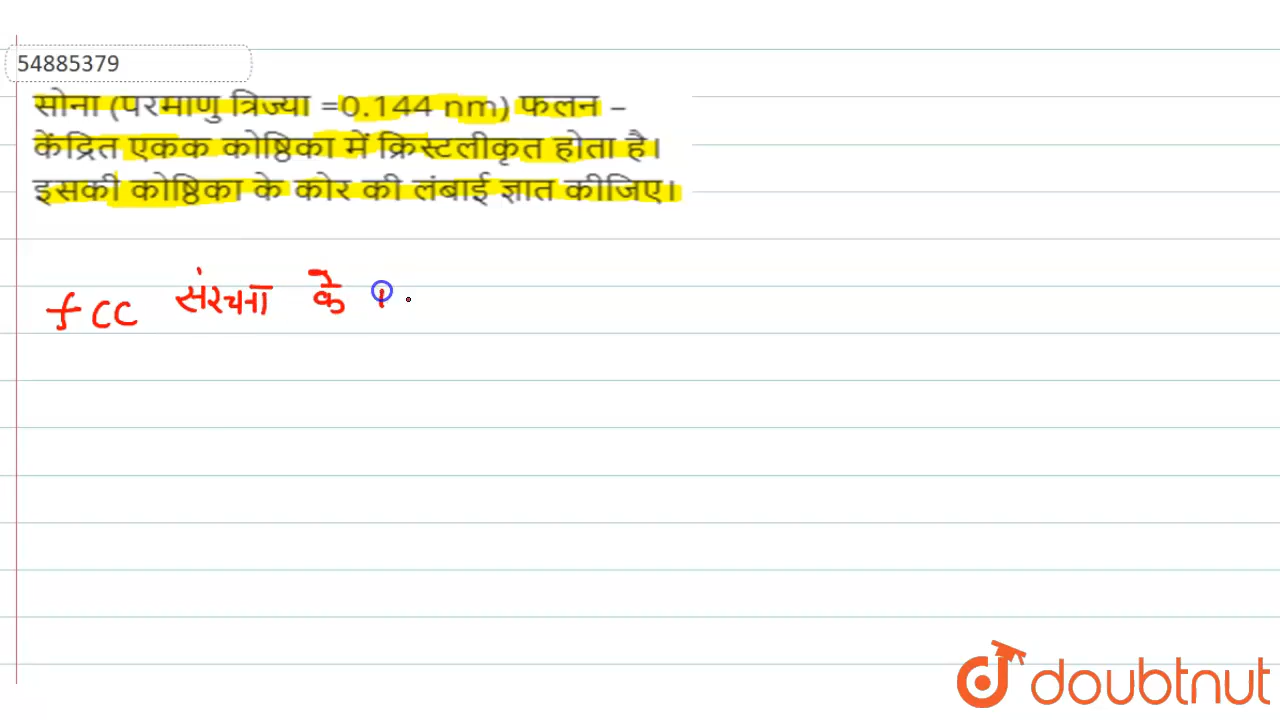 54885379
सोना (परमाणु त्रिज्या =0.144 nm) फलन –
केंद्रित एकक कोष्ठिका में क्रिस्टलीकृत होता है।
इसकी कोष्ठिका के कोर की लंबाई ज्ञात कीजिए।
fcc संरचना के
doubtnut